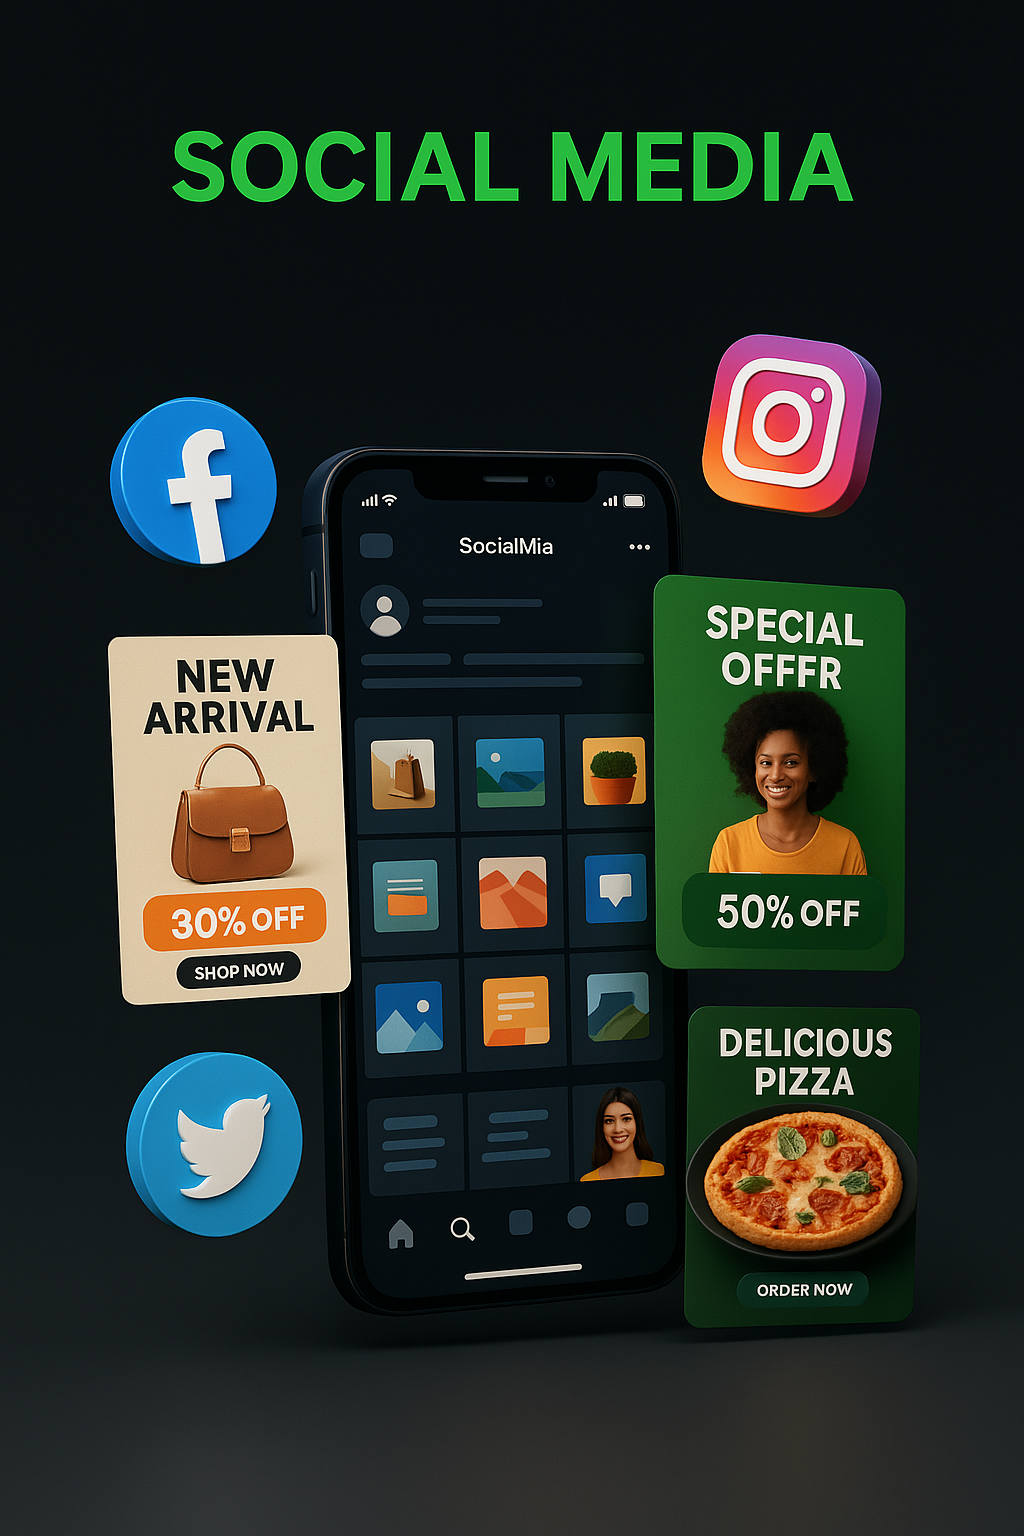 SOCIAL MEDIA
SocialMia
NEW
ARRIVAL
30% OFF
SHOP NOW
SPECIAL
OFFFR
50% OFF
DELICIOUS
PIZZA
ORDER NOW